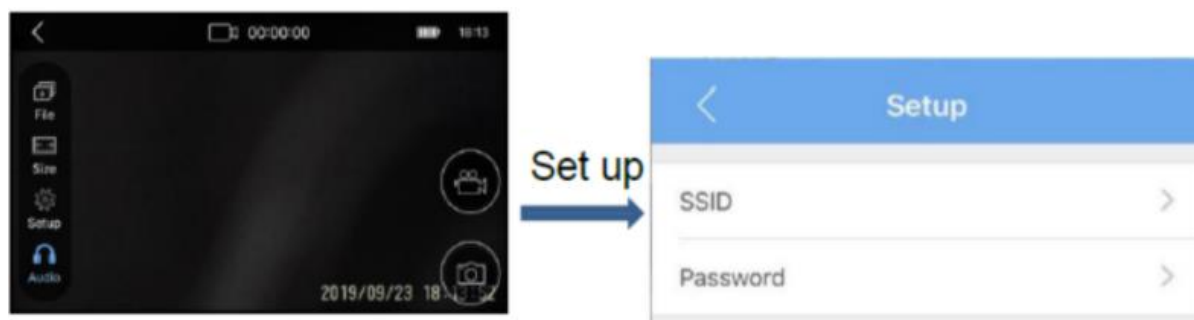 00:00:00
18:13
File
Size
Setup
Audio
2019/09/23 18
Set up
Setup
SSID
Password